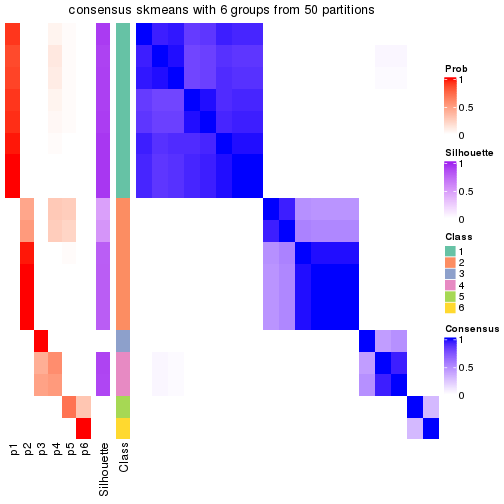 consensus skmeans with 6 groups from 50 partitions
Prob
1
0.5
0
Silhouette
1
0.5
0
Class
1
2
3
4
5
6
Consensus
1
0.5
0
p1
p2
p3
p4
p5
p6
Silhouette
Class